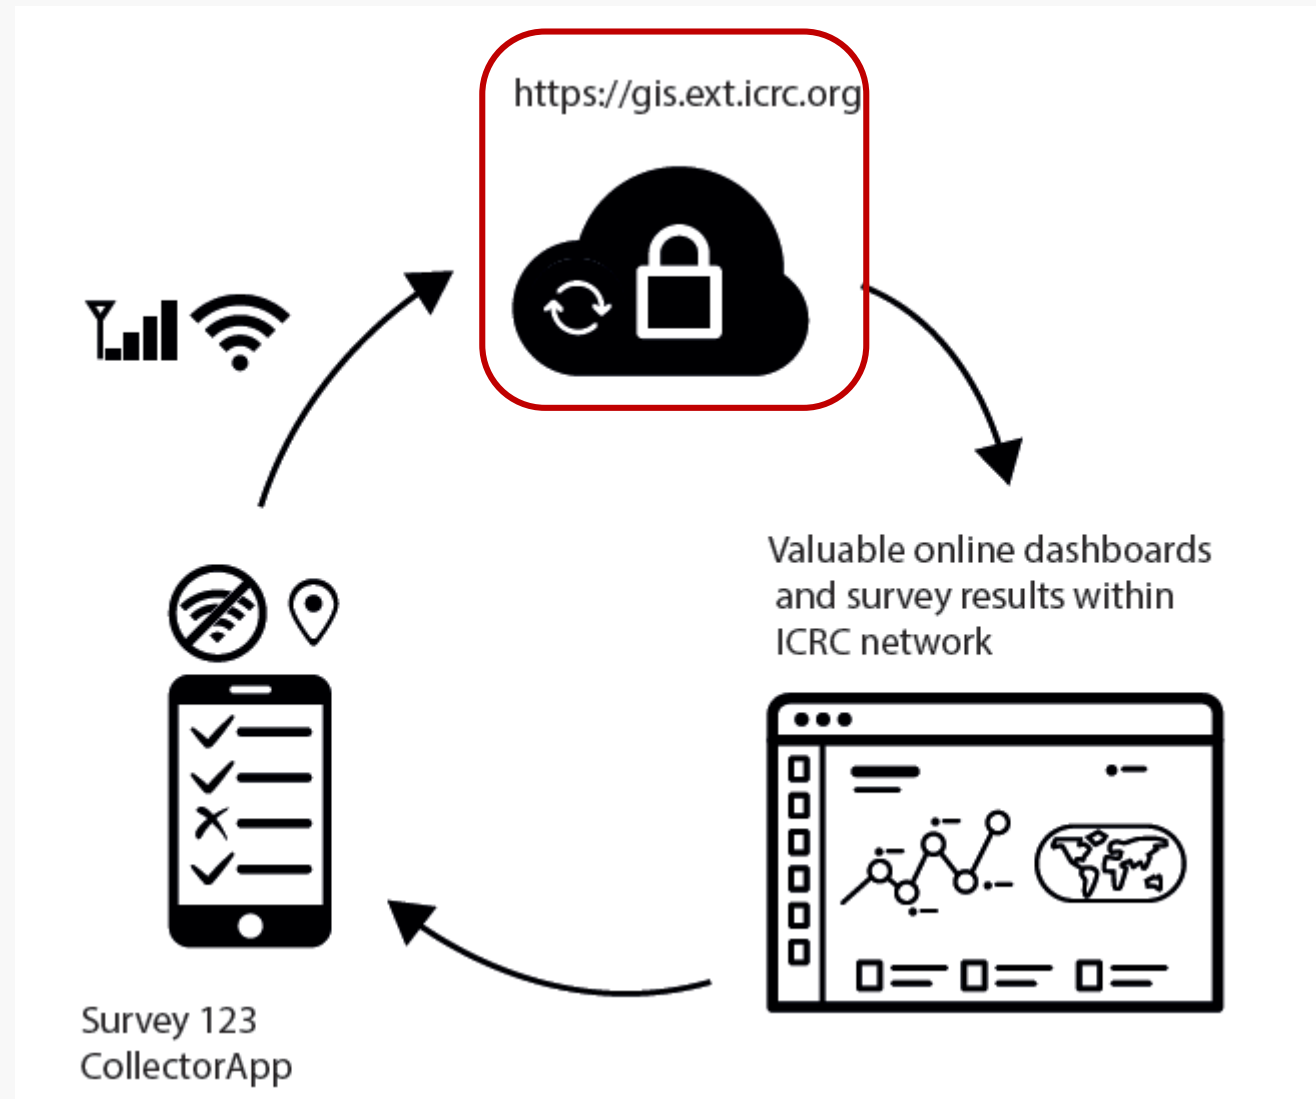 https://gis.ext.icrc.org
Valuable online dashboards
and survey results within
ICRC network
Survey 123
CollectorApp